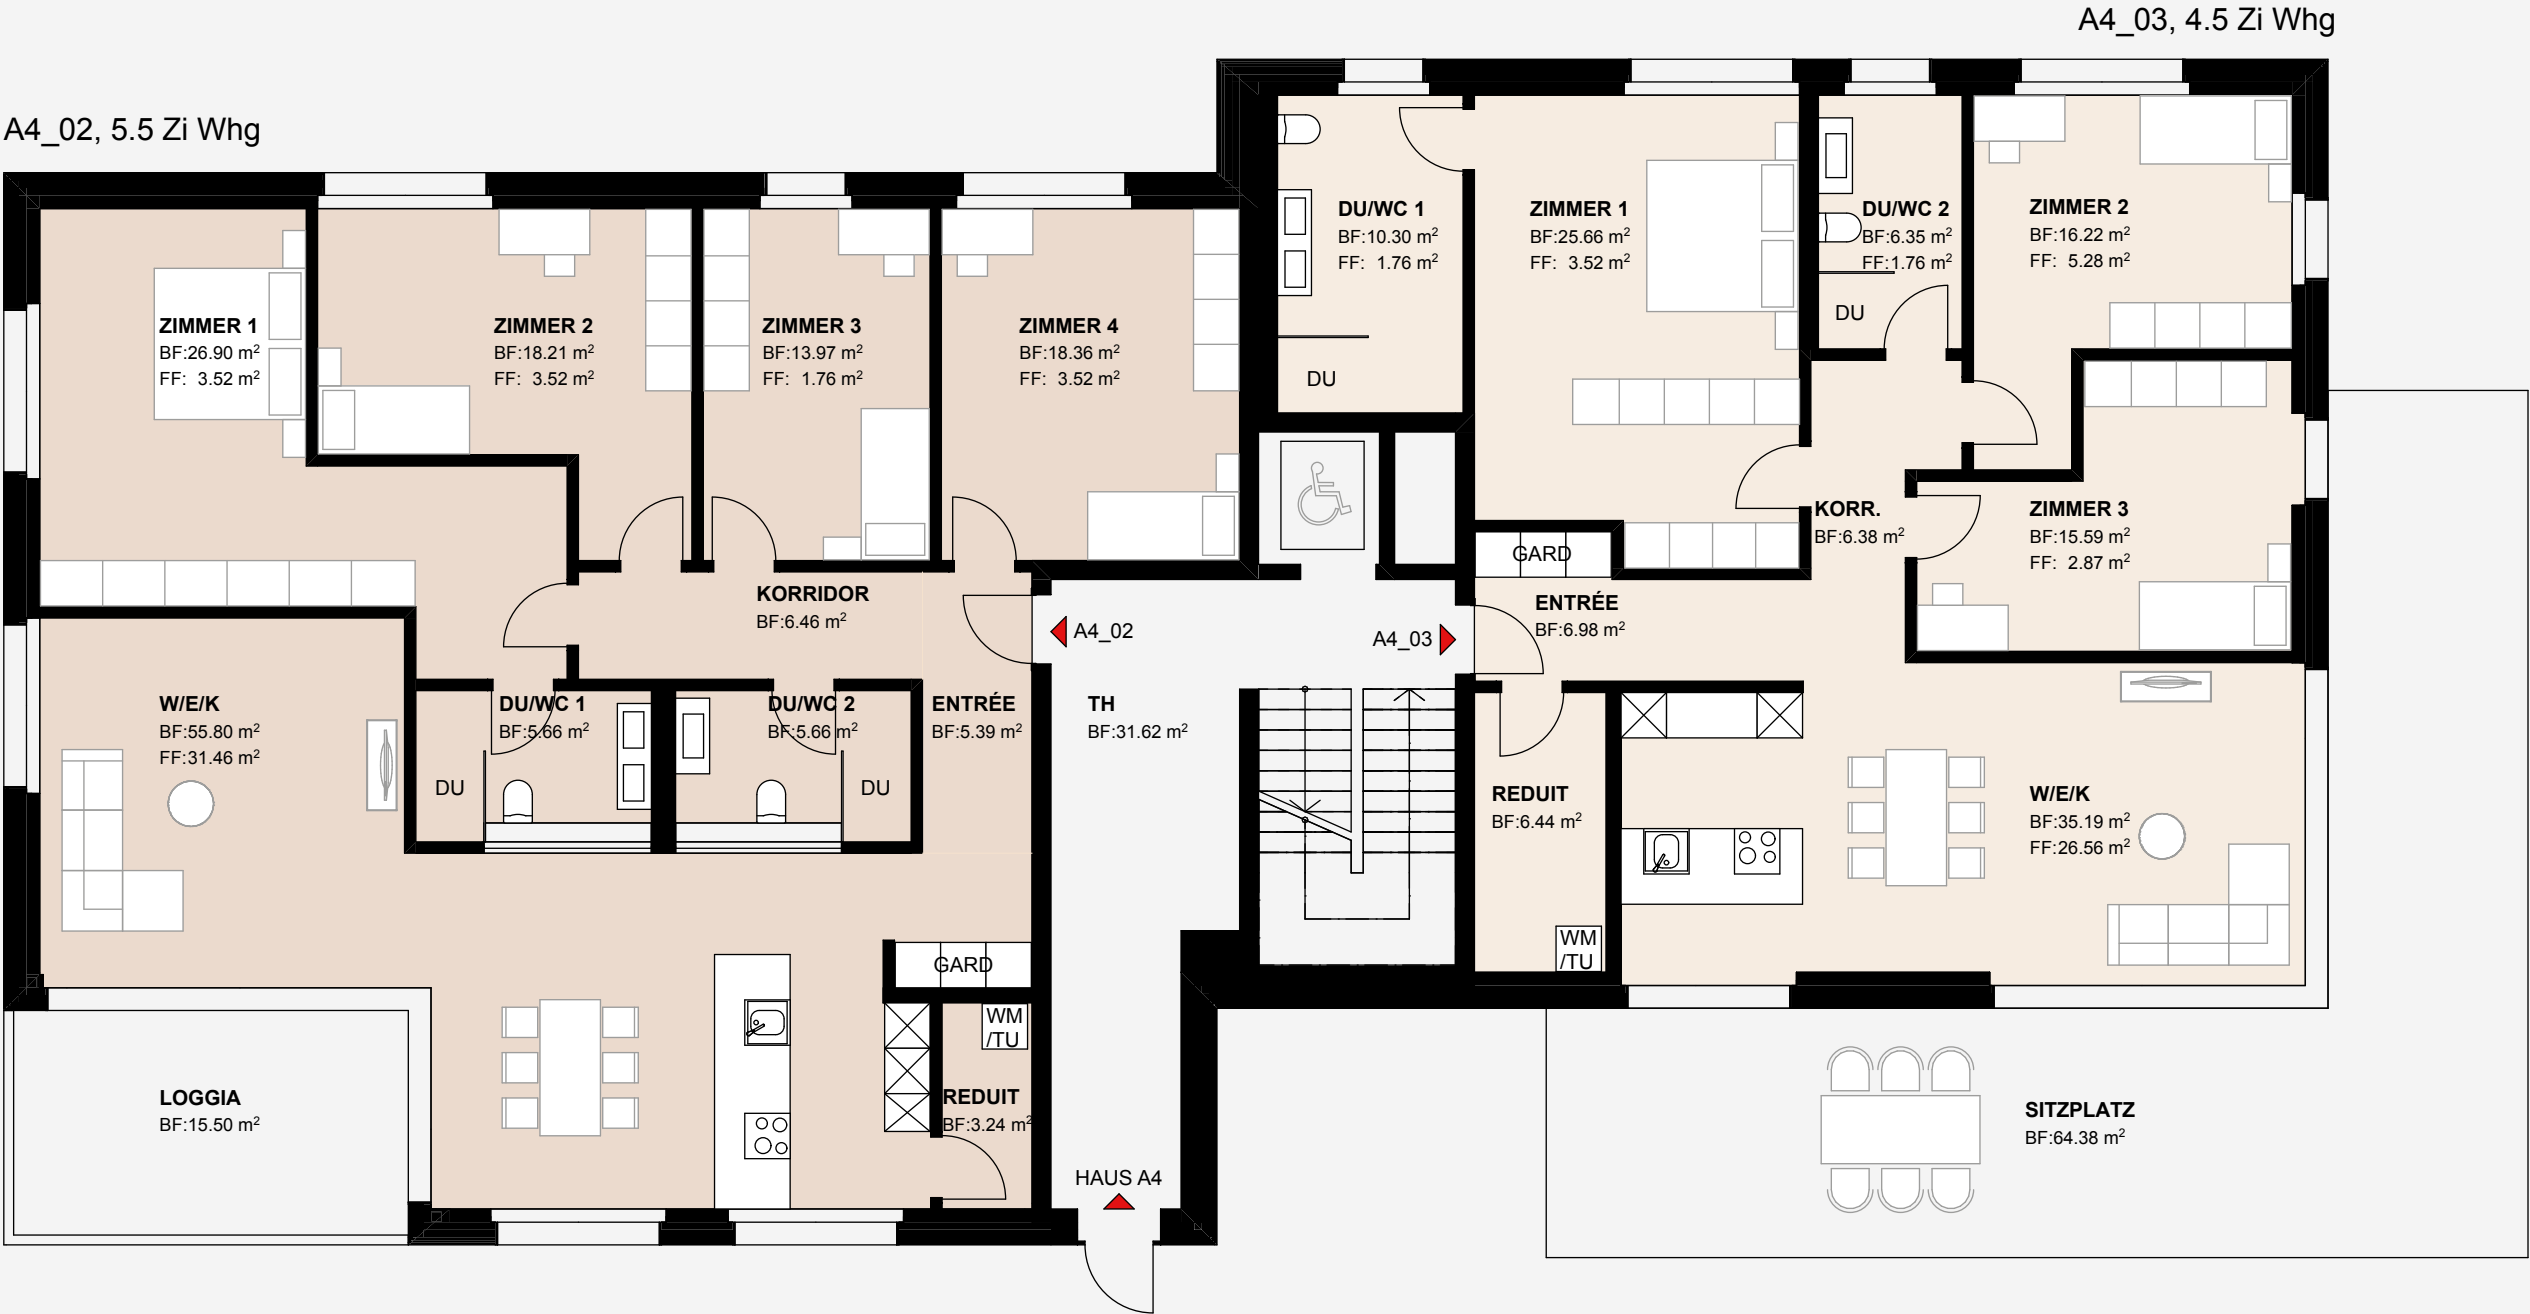 A4_03, 4.5 Zi Whg
A4_02, 5.5 Zi Whg
ZIMMER 1
BF:26.90 m²
FF: 3.52 m²
ZIMMER 2
BF:18.21 m²
FF: 3.52 m²
ZIMMER 3
BF:13.97 m²
FF: 1.76 m²
ZIMMER 4
BF:18.36 m²
FF: 3.52 m²
KORRIDOR
BF:6.46 m²
W/E/K
BF:55.80 m²
FF:31.46 m²
DU/WC 1
BF:5.66 m²
DU
DU/WC 2
BF:5.66 m²
DU
ENTRÉE
BF:5.39 m²
GARD
WM
/TU
REDUIT
BF:3.24 m²
LOGGIA
BF:15.50 m²
A4_02
A4_03
TH
BF:31.62 m²
HAUS A4
DU/WC 1
BF:10.30 m²
FF: 1.76 m²
DU
ZIMMER 1
BF:25.66 m²
FF: 3.52 m²
DU/WC 2
BF:6.35 m²
FF:1.76 m²
DU
ZIMMER 2
BF:16.22 m²
FF: 5.28 m²
KORR.
BF:6.38 m²
ZIMMER 3
BF:15.59 m²
FF: 2.87 m²
GARD
ENTRÉE
BF:6.98 m²
REDUIT
BF:6.44 m²
WM
/TU
W/E/K
BF:35.19 m²
FF:26.56 m²
SITZPLATZ
BF:64.38 m²